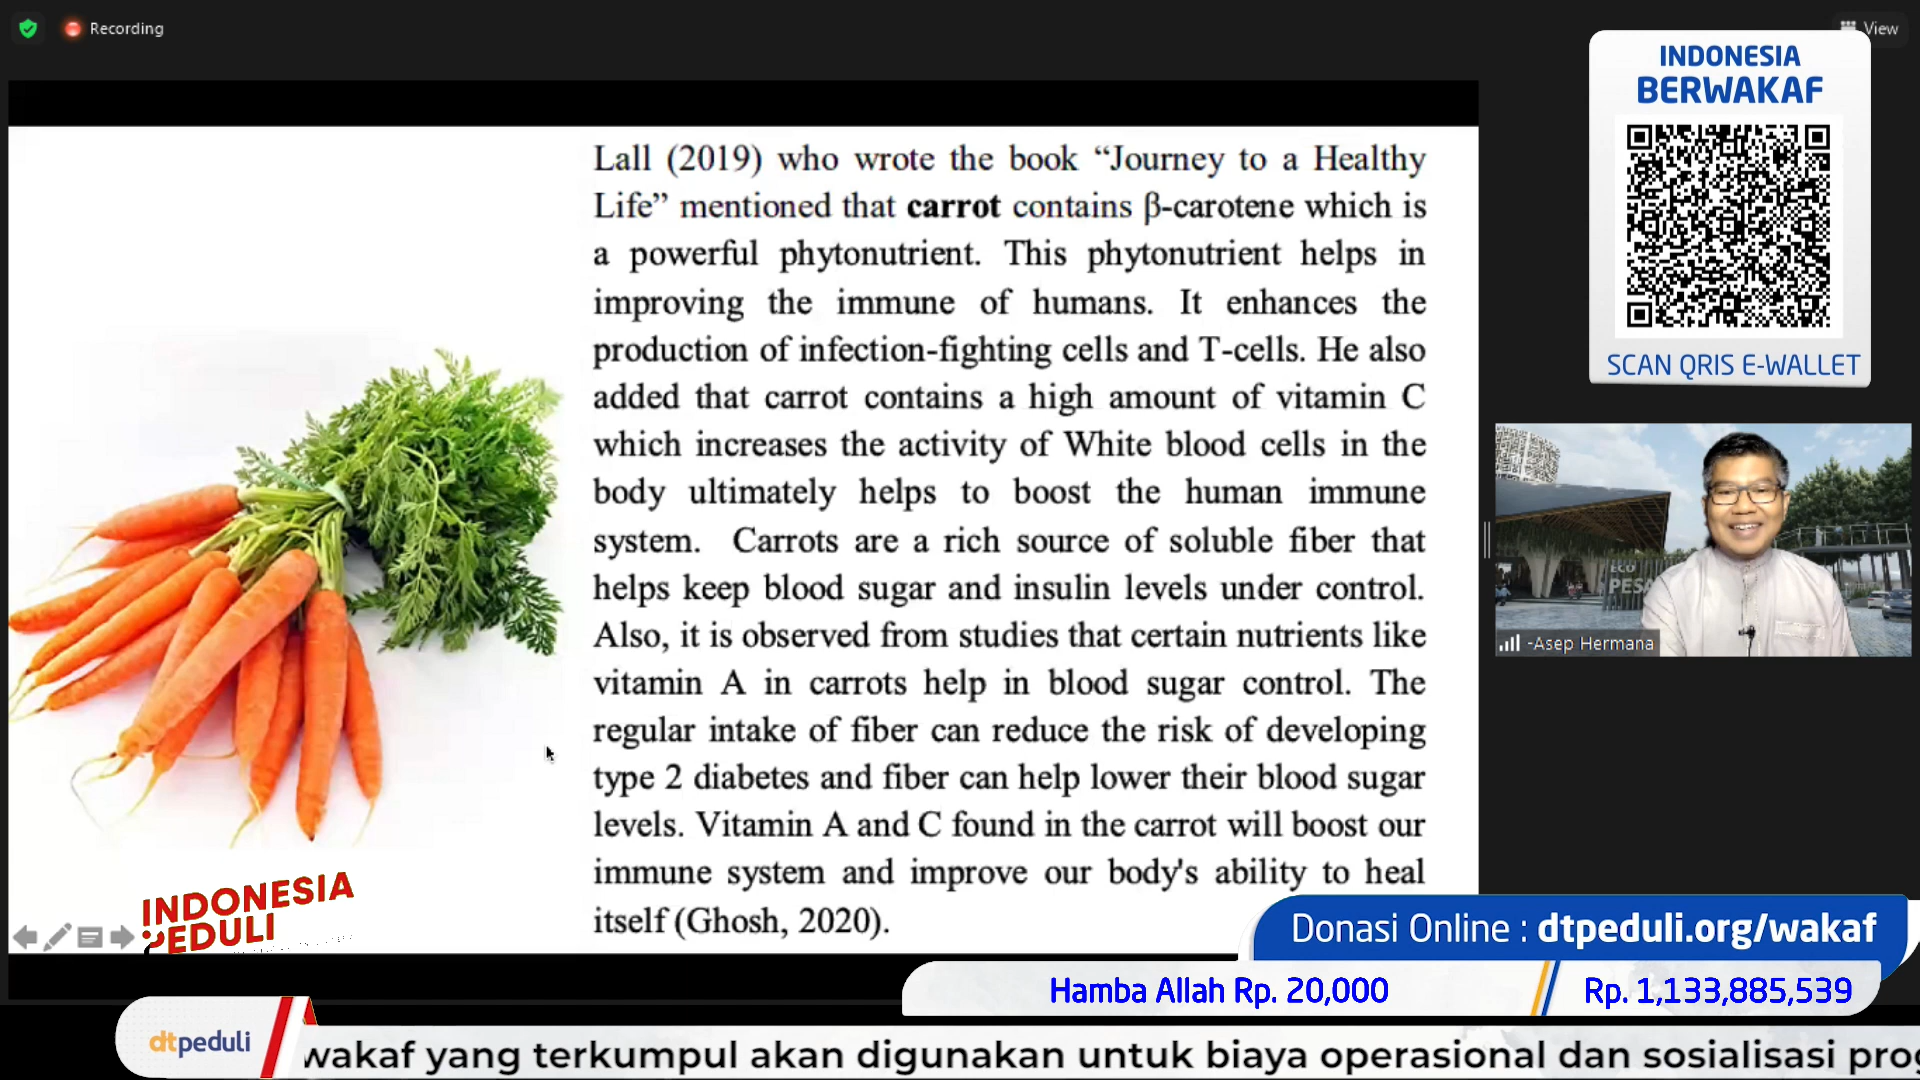 Recording
View
INDONESIA
BERWAKAF
SCAN QRIS E-WALLET
Lall (2019) who wrote the book “Journey to a Healthy
Life” mentioned that carrot contains β-carotene which is
a powerful phytonutrient. This phytonutrient helps in
improving the immune of humans. It enhances the
production of infection-fighting cells and T-cells. He also
added that carrot contains a high amount of vitamin C
which increases the activity of White blood cells in the
body ultimately helps to boost the human immune
system. Carrots are a rich source of soluble fiber that
helps keep blood sugar and insulin levels under control.
Also, it is observed from studies that certain nutrients like
vitamin A in carrots help in blood sugar control. The
regular intake of fiber can reduce the risk of developing
type 2 diabetes and fiber can help lower their blood sugar
levels. Vitamin A and C found in the carrot will boost our
immune system and improve our body's ability to heal
itself (Ghosh, 2020).
ECO
PESA
-Asep Hermana
INDONESIA
PEDULI
Donasi Online : dtpeduli.org/wakaf
Hamba Allah Rp. 20,000
Rp. 1,133,885,539
dtpeduli
wakaf yang terkumpul akan digunakan untuk biaya operasional dan sosialisasi prog